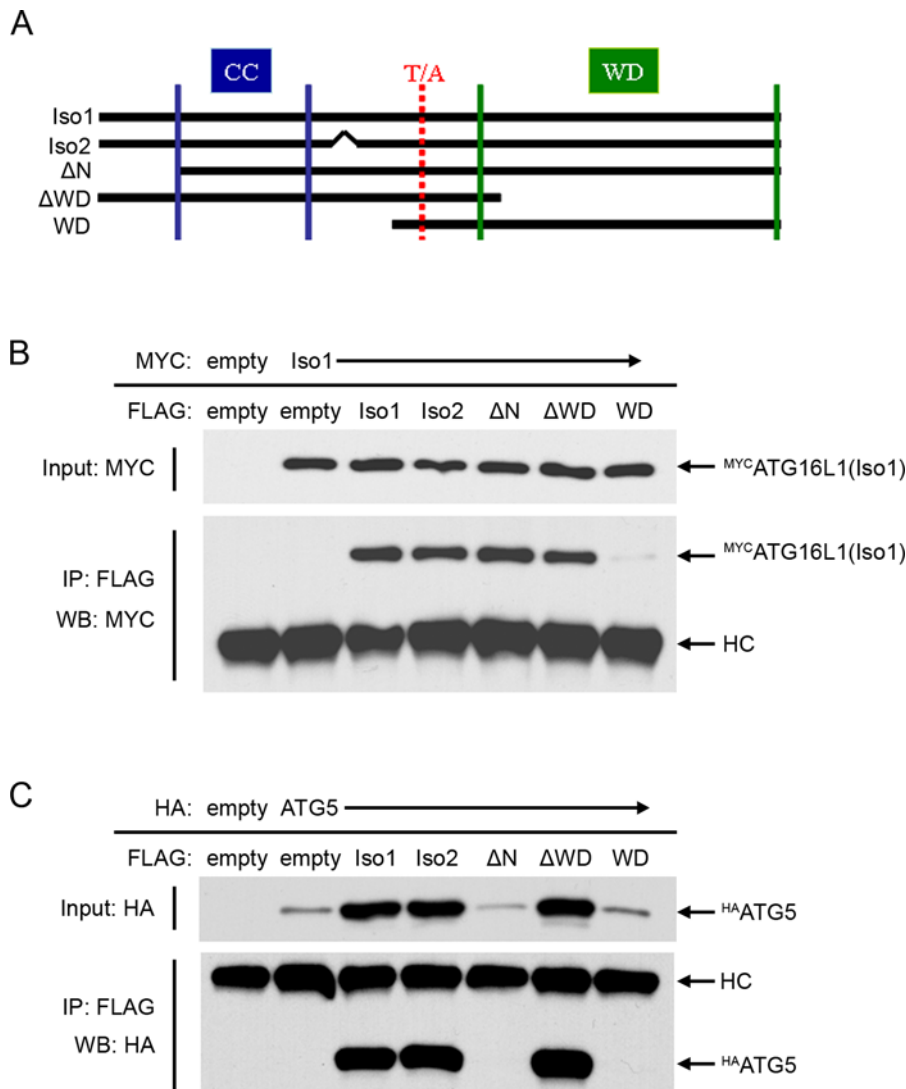 A
CC T/A WD
Iso1
Iso2
ΔN
ΔWD
WD
B
MYC: empty Iso1
FLAG: empty empty Iso1 Iso2 ΔN ΔWD WD
Input: MYC MYCATG16L1(Iso1)
MYCATG16L1(Iso1)
IP: FLAG
WB: MYC
HC
C
HA: empty ATG5
FLAG: empty empty Iso1 Iso2 ΔN ΔWD WD
Input: HA HAATG5
HC
IP: FLAG
WB: HA
HAATG5